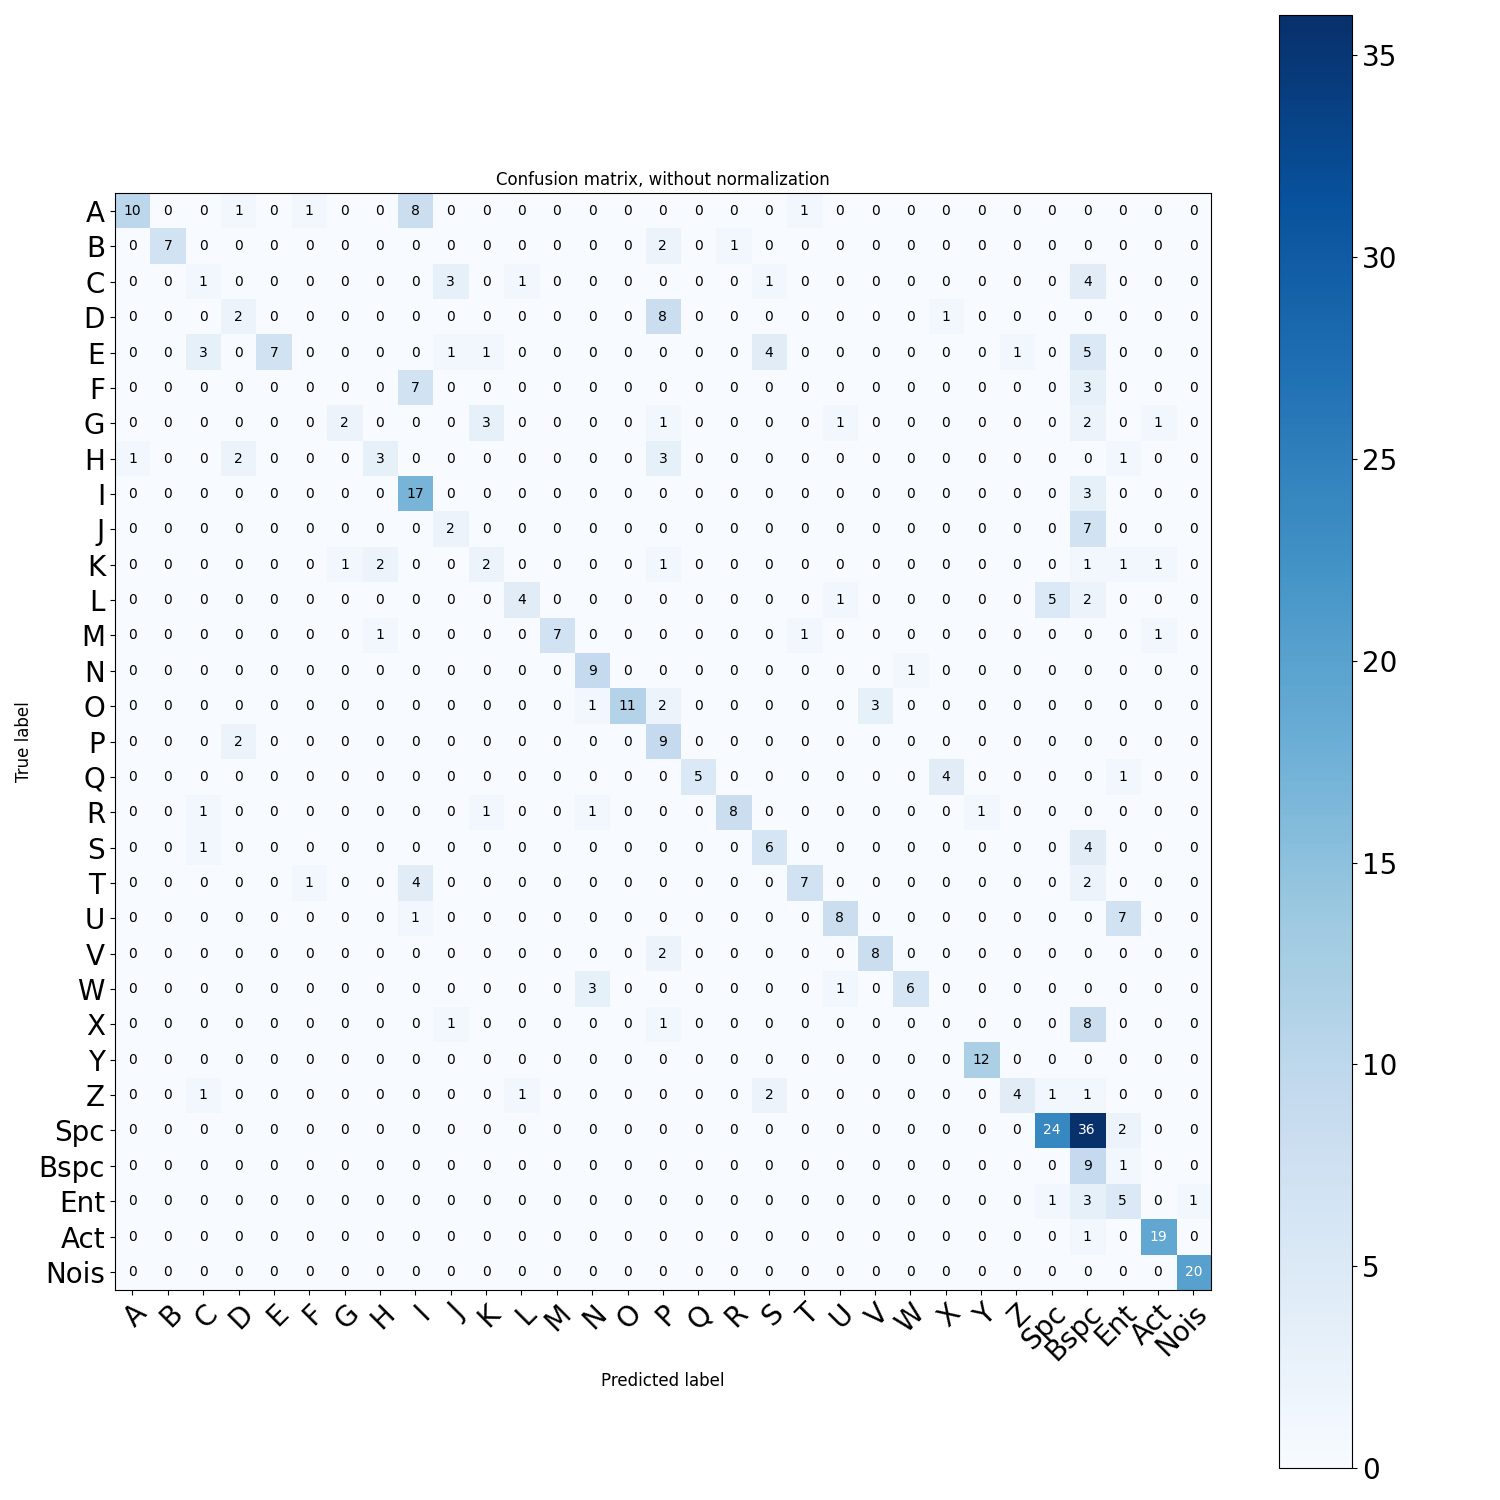 Confusion matrix, without normalization
True label
A 10 0 0 1 0 1 0 0 8 0 0 0 0 0 0 0 0 0 0 1 0 0 0 0 0 0 0 0 0 0 0
B 0 7 0 0 0 0 0 0 0 0 0 0 0 0 0 2 0 1 0 0 0 0 0 0 0 0 0 0 0 0 0
C 0 0 1 0 0 0 0 0 0 3 0 1 0 0 0 0 0 0 1 0 0 0 0 0 0 0 0 4 0 0 0
D 0 0 0 2 0 0 0 0 0 0 0 0 0 0 0 8 0 0 0 0 0 0 0 1 0 0 0 0 0 0 0
E 0 0 3 0 7 0 0 0 0 1 1 0 0 0 0 0 0 0 4 0 0 0 0 0 0 1 0 5 0 0 0
F 0 0 0 0 0 0 0 0 7 0 0 0 0 0 0 0 0 0 0 0 0 0 0 0 0 0 0 3 0 0 0
G 0 0 0 0 0 0 2 0 0 0 3 0 0 0 0 1 0 0 0 0 1 0 0 0 0 0 0 2 0 1 0
H 1 0 0 2 0 0 0 3 0 0 0 0 0 0 0 3 0 0 0 0 0 0 0 0 0 0 0 0 1 0 0
I 0 0 0 0 0 0 0 0 17 0 0 0 0 0 0 0 0 0 0 0 0 0 0 0 0 0 0 3 0 0 0
J 0 0 0 0 0 0 0 0 0 2 0 0 0 0 0 0 0 0 0 0 0 0 0 0 0 0 0 7 0 0 0
K 0 0 0 0 0 0 1 2 0 0 2 0 0 0 0 1 0 0 0 0 0 0 0 0 0 0 0 1 1 1 0
L 0 0 0 0 0 0 0 0 0 0 0 4 0 0 0 0 0 0 0 0 1 0 0 0 0 0 5 2 0 0 0
M 0 0 0 0 0 0 0 1 0 0 0 0 7 0 0 0 0 0 0 1 0 0 0 0 0 0 0 0 0 1 0
N 0 0 0 0 0 0 0 0 0 0 0 0 0 9 0 0 0 0 0 0 0 0 1 0 0 0 0 0 0 0 0
O 0 0 0 0 0 0 0 0 0 0 0 0 0 1 11 2 0 0 0 0 0 3 0 0 0 0 0 0 0 0 0
P 0 0 0 2 0 0 0 0 0 0 0 0 0 0 0 9 0 0 0 0 0 0 0 0 0 0 0 0 0 0 0
Q 0 0 0 0 0 0 0 0 0 0 0 0 0 0 0 0 5 0 0 0 0 0 0 4 0 0 0 0 1 0 0
R 0 0 1 0 0 0 0 0 0 0 1 0 0 1 0 0 0 8 0 0 0 0 0 0 1 0 0 0 0 0 0
S 0 0 1 0 0 0 0 0 0 0 0 0 0 0 0 0 0 0 6 0 0 0 0 0 0 0 0 4 0 0 0
T 0 0 0 0 0 1 0 0 4 0 0 0 0 0 0 0 0 0 0 7 0 0 0 0 0 0 0 2 0 0 0
U 0 0 0 0 0 0 0 0 1 0 0 0 0 0 0 0 0 0 0 0 8 0 0 0 0 0 0 0 7 0 0
V 0 0 0 0 0 0 0 0 0 0 0 0 0 0 0 2 0 0 0 0 0 8 0 0 0 0 0 0 0 0 0
W 0 0 0 0 0 0 0 0 0 0 0 0 0 3 0 0 0 0 0 0 1 0 6 0 0 0 0 0 0 0 0
X 0 0 0 0 0 0 0 0 0 1 0 0 0 0 0 1 0 0 0 0 0 0 0 0 0 0 0 8 0 0 0
Y 0 0 0 0 0 0 0 0 0 0 0 0 0 0 0 0 0 0 0 0 0 0 0 0 12 0 0 0 0 0 0
Z 0 0 1 0 0 0 0 0 0 0 0 1 0 0 0 0 0 0 2 0 0 0 0 0 0 4 1 1 0 0 0
Spc 0 0 0 0 0 0 0 0 0 0 0 0 0 0 0 0 0 0 0 0 0 0 0 0 0 0 24 36 2 0 0
Bspc 0 0 0 0 0 0 0 0 0 0 0 0 0 0 0 0 0 0 0 0 0 0 0 0 0 0 0 9 1 0 0
Ent 0 0 0 0 0 0 0 0 0 0 0 0 0 0 0 0 0 0 0 0 0 0 0 0 0 0 1 3 5 0 1
Act 0 0 0 0 0 0 0 0 0 0 0 0 0 0 0 0 0 0 0 0 0 0 0 0 0 0 0 1 0 19 0
Nois 0 0 0 0 0 0 0 0 0 0 0 0 0 0 0 0 0 0 0 0 0 0 0 0 0 0 0 0 0 0 20
A B C D E F G H I J K L M N O P Q R S T U V W X Y Z Spc Bspc Ent Act Nois
Predicted label
35
30
25
20
15
10
5
0